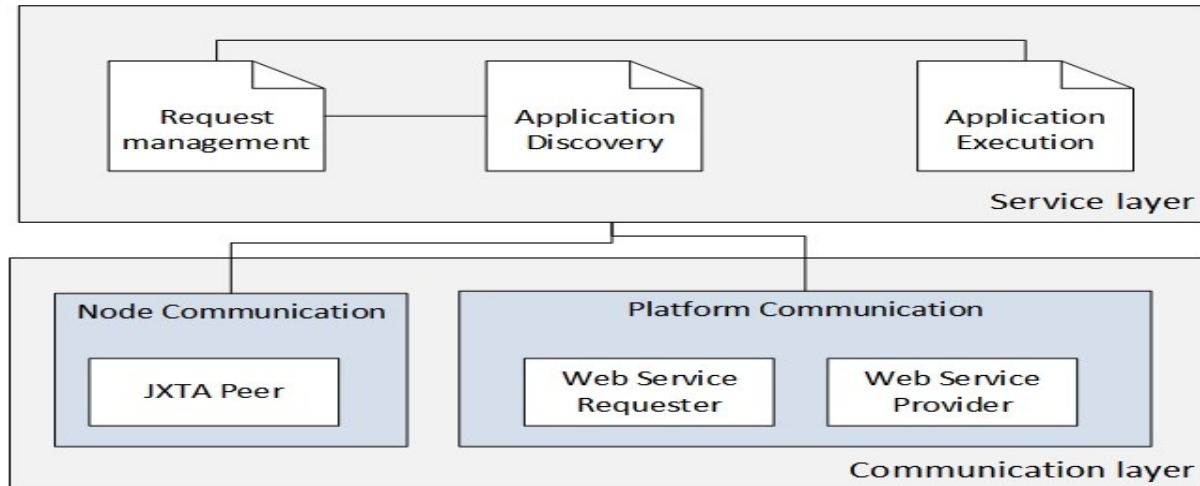 Request
management
Application
Discovery
Application
Execution
Service layer
Node Communication
JXTA Peer
Platform Communication
Web Service
Requester
Web Service
Provider
Communication layer